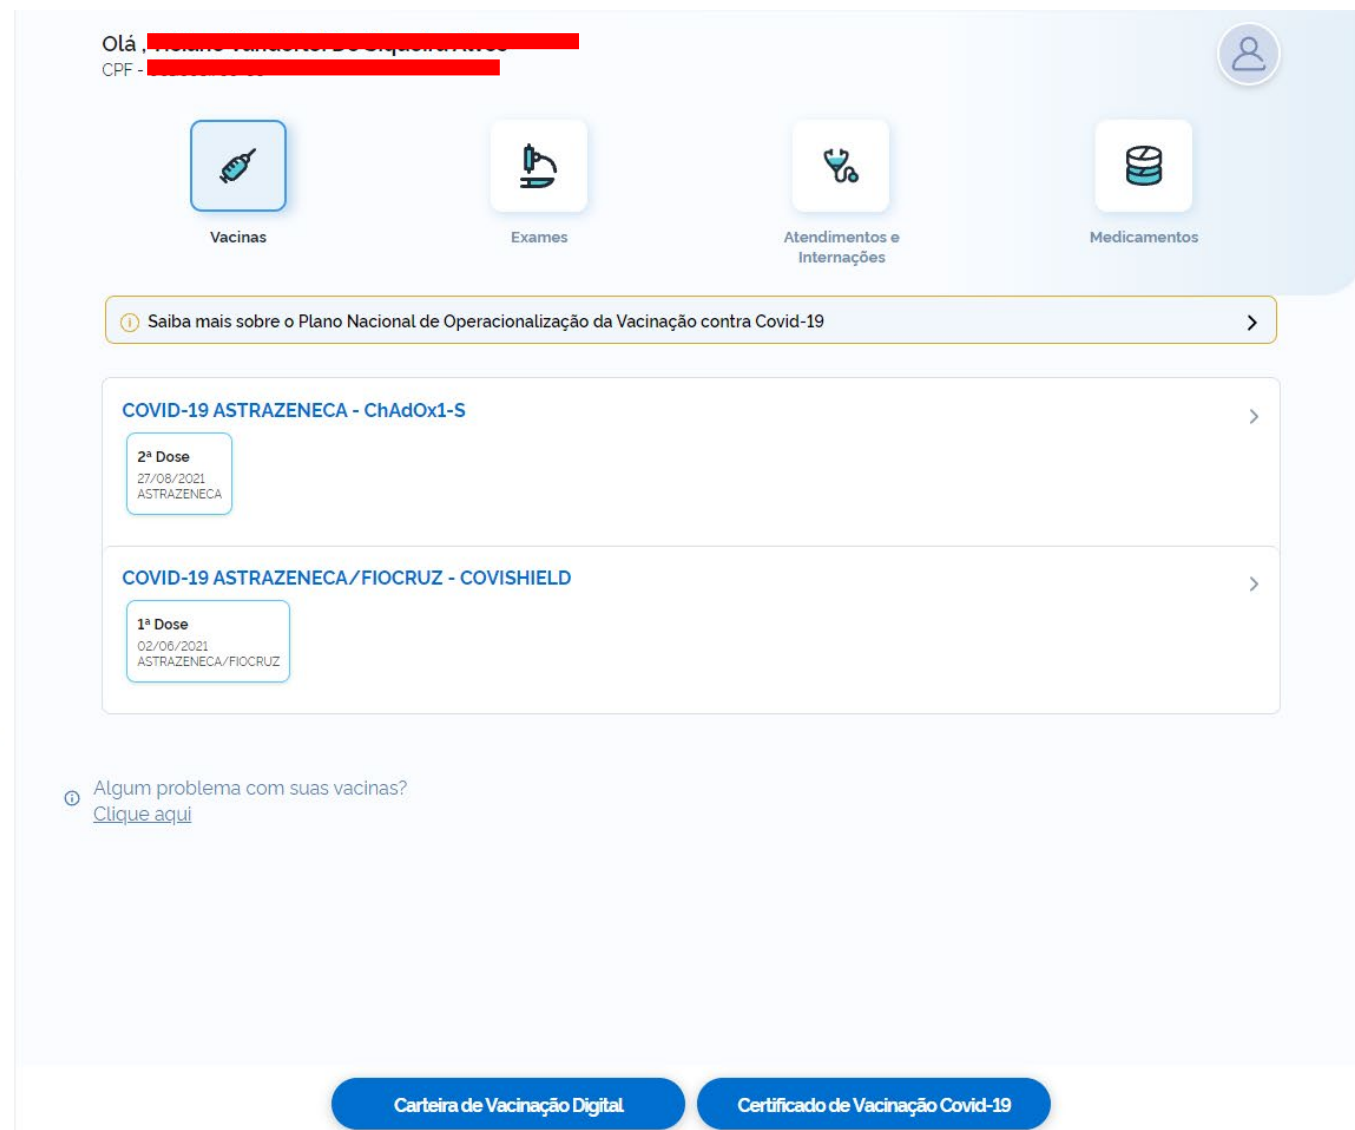 Olá ,
CPF -
Vacinas
Exames
Atendimentos e
Internações
Medicamentos
Saiba mais sobre o Plano Nacional de Operacionalização da Vacinação contra Covid-19
COVID-19 ASTRAZENECA - ChAdOx1-S
2ª Dose
27/08/2021
ASTRAZENECA
COVID-19 ASTRAZENECA/FIOCRUZ - COVISHIELD
1ª Dose
02/06/2021
ASTRAZENECA/FIOCRUZ
Algum problema com suas vacinas?
Clique aqui
Carteira de Vacinação Digital
Certificado de Vacinação Covid-19